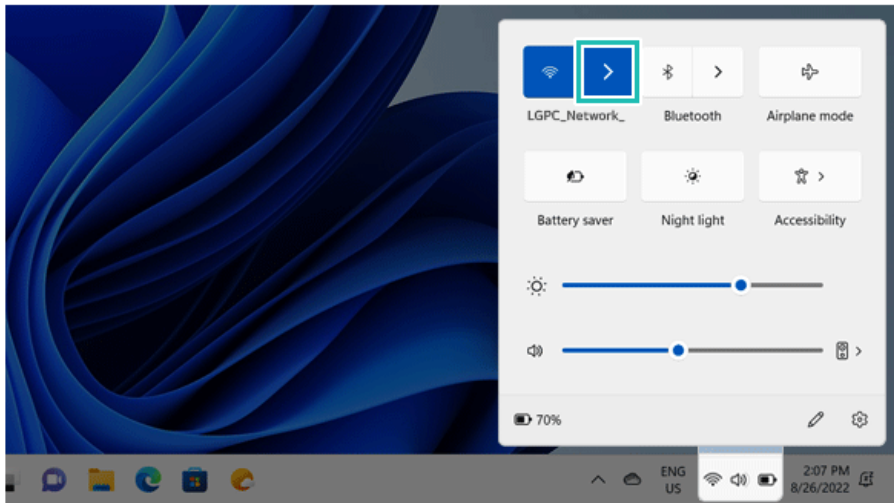 LGPC_Network_ Bluetooth Airplane mode
Battery saver Night light Accessibility
70%
ENG 2:07 PM
US 8/26/2022